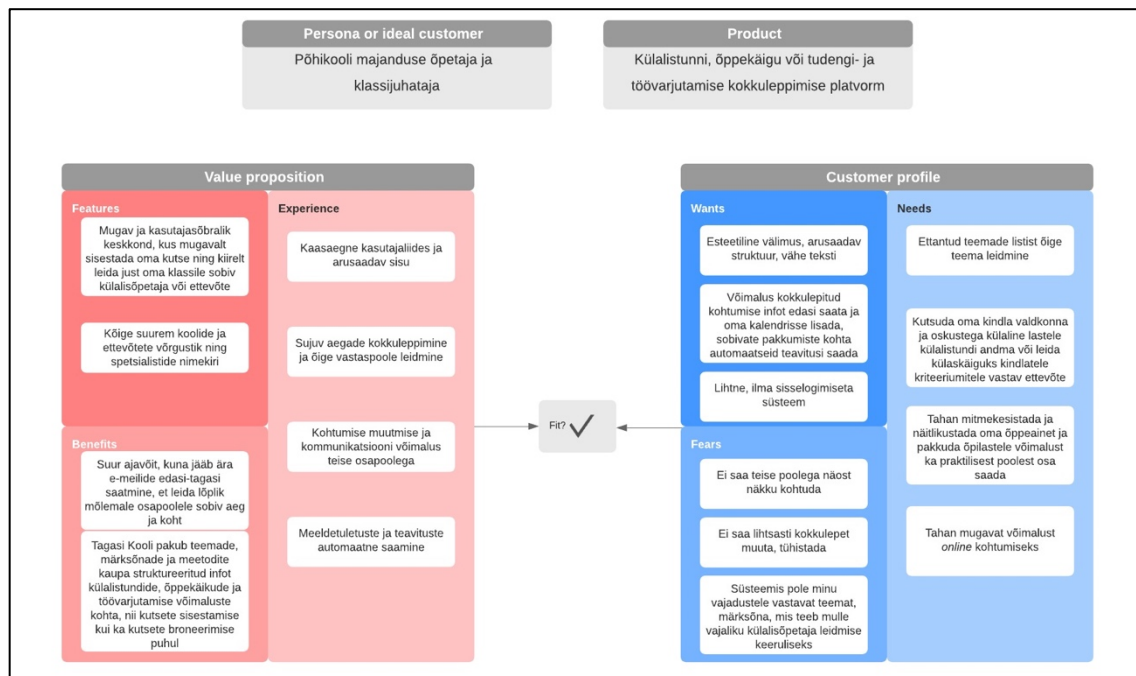 Persona or ideal customer
Põhikooli majanduse õpetaja ja
klassijuhataja
Product
Külalistunni, õppekäigu või tudengi- ja
töövarjutamise kokkuleppimise platvorm
Value proposition
Features
Mugav ja kasutajasõbralik
keskkond, kus mugavalt
sisestada oma kutse ning kiirelt
leida just oma klassile sobiv
külalisõpetaja või ettevõte
Kõige suurem koolide ja
ettevõtete võrgustik ning
spetsialistide nimekiri
Benefits
Suur ajavõit, kuna jääb ära
e-meilide edasi-tagasi
saatmine, et leida lõplik
mõlemale osapoolele sobiv aeg
ja koht
Tagasi Kooli pakub teemade,
märksõnade ja meetodite
kaupa struktureeritud infot
külalistundide, õppekäikude ja
töövarjutamise võimaluste
kohta, nii kutsete sisestamise
kui ka kutsete broneerimise
puhul
Experience
Kaasaegne kasutajaliides ja
arusaadav sisu
Sujuv aegade kokkuleppimine
ja õige vastaspoole leidmine
Kohtumise muutmise ja
kommunikatsiooni võimalus
teise osapoolega
Meeldetuletuste ja teavituste
automaatne saamine
Fit?
Customer profile
Wants
Esteetiline välimus, arusaadav
struktuur, vähe teksti
Võimalus kokkulepitud
kohtumise infot edasi saata ja
oma kalendrisse lisada,
sobivate pakkumiste kohta
automaatseid teavitusi saada
Lihtne, ilma sisselogimiseta
süsteem
Fears
Ei saa teise poolega näost
näkku kohtuda
Ei saa lihtsasti kokkulepet
muuta, tühistada
Süsteemis pole minu
vajadustele vastavat teemat,
märksõna, mis teeb mulle
vajaliku külalisõpetaja leidmise
keeruliseks
Needs
Ettantud teemade listist õige
teema leidmine
Kutsuda oma kindla valdkonna
ja oskustega külaline lastele
külalistundi andma või leida
külaskäiguks kindlatele
kriteeriumitele vastav ettevõte
Tahan mitmekesistada ja
näitlikustada oma õppeainet ja
pakkuda õpilastele võimalust
ka praktilisest poolest osa
saada
Tahan mugavat võimalust
online kohtumiseks